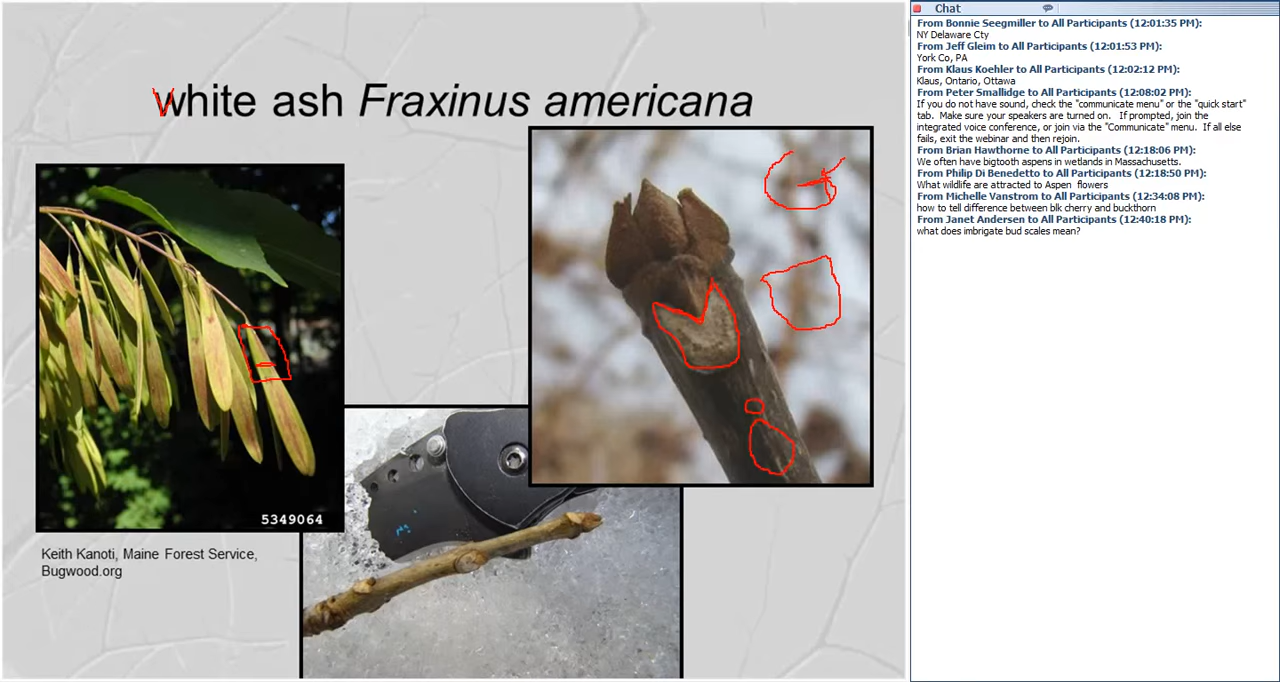 white ash Fraxinus americana
5349064
Keith Kanoti, Maine Forest Service,
Bugwood.org
Chat
From Bonnie Seegmiller to All Participants (12:01:35 PM):
NY Delaware Cty
From Jeff Gleim to All Participants (12:01:53 PM):
York Co, PA
From Klaus Koehler to All Participants (12:02:12 PM):
Klaus, Ontario, Ottawa
From Peter Smallidge to All Participants (12:08:02 PM):
If you do not have sound, check the "communicate menu" or the "quick start"
tab. Make sure your speakers are turned on. If prompted, join the
integrated voice conference, or join via the "Communicate" menu. If all else
fails, exit the webinar and then rejoin.
From Brian Hawthorne to All Participants (12:18:06 PM):
We often have bigtooth aspens in wetlands in Massachusetts.
From Philip Di Benedetto to All Participants (12:18:50 PM):
What wildlife are attracted to Aspen flowers
From Michelle Vanstrom to All Participants (12:34:08 PM):
how to tell difference between blk cherry and buckthorn
From Janet Andersen to All Participants (12:40:18 PM):
what does imbrigate bud scales mean?